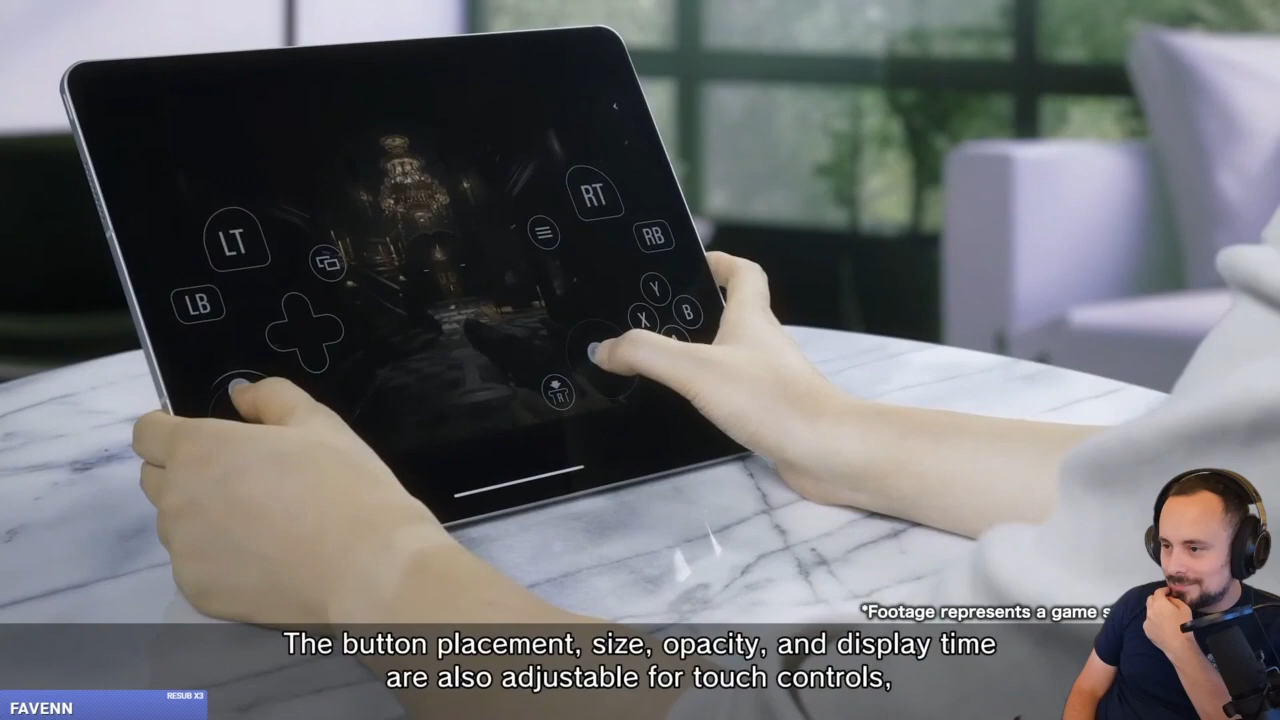 LT
RT
RB
LB
Y
X
B
*Footage represents a game s
The button placement, size, opacity, and display time
are also adjustable for touch controls,
RESUB X3
FAVENN